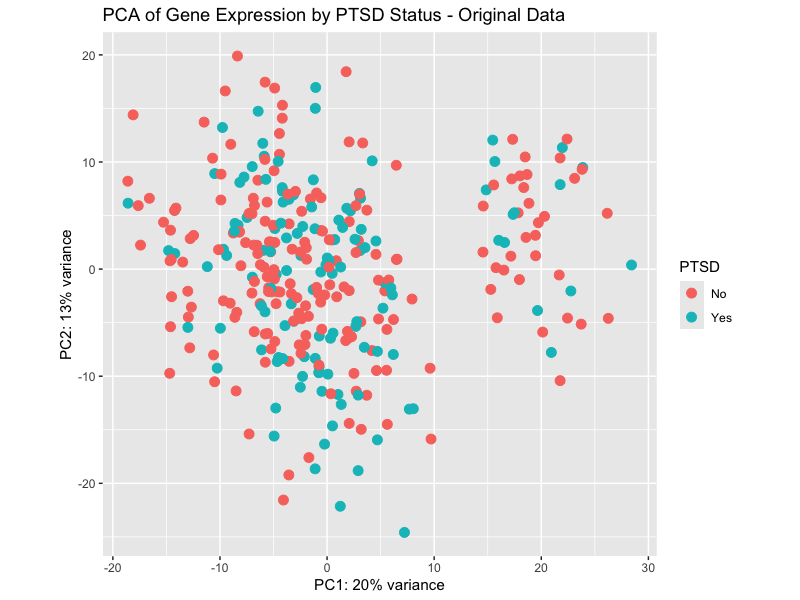 PCA of Gene Expression by PTSD Status - Original Data
20
10
0
-10
-20
PC2: 13% variance
-20
-10
0
10
20
30
PC1: 20% variance
PTSD
No
Yes